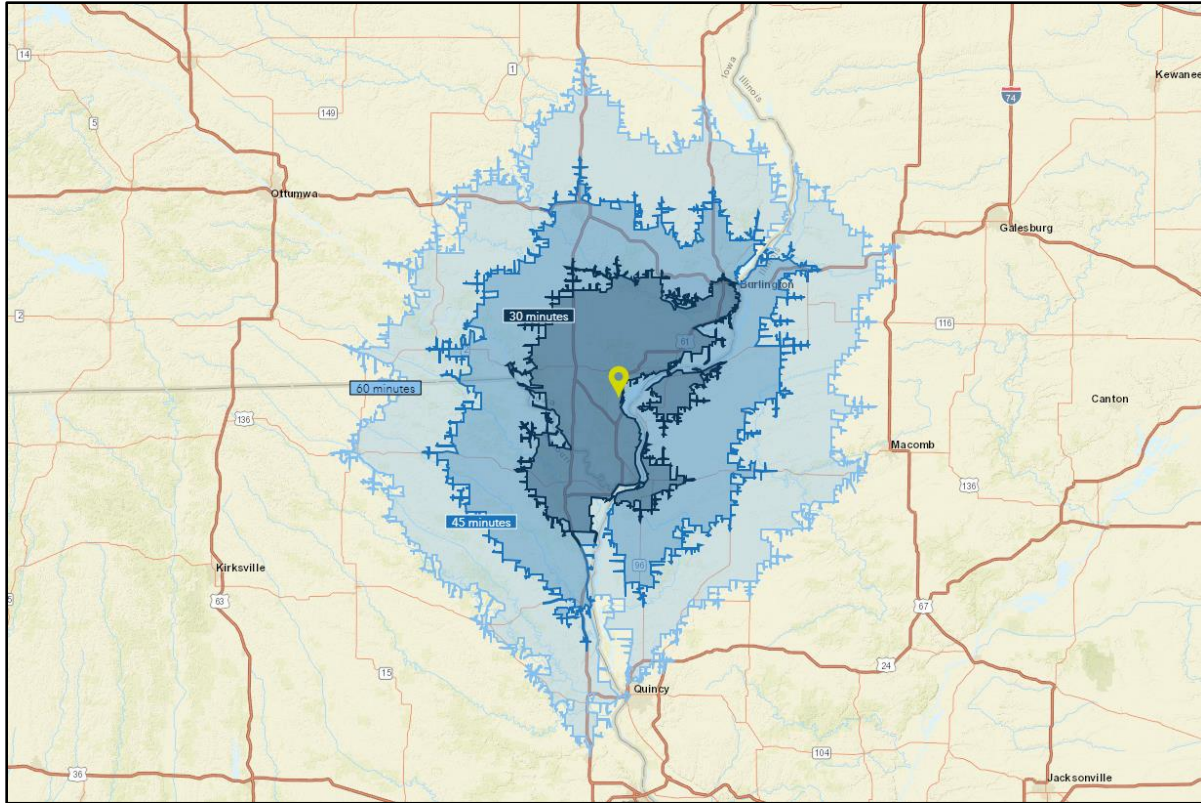 14
1
Iowa
Illinois
Kewanee
74
149
5
Ottumwa
Galesburg
Burlington
2
30 minutes
116
61
60 minutes
Canton
136
Macomb
136
45 minutes
96
Kirksville
63
5
67
15
24
Quincy
104
36
Jacksonville